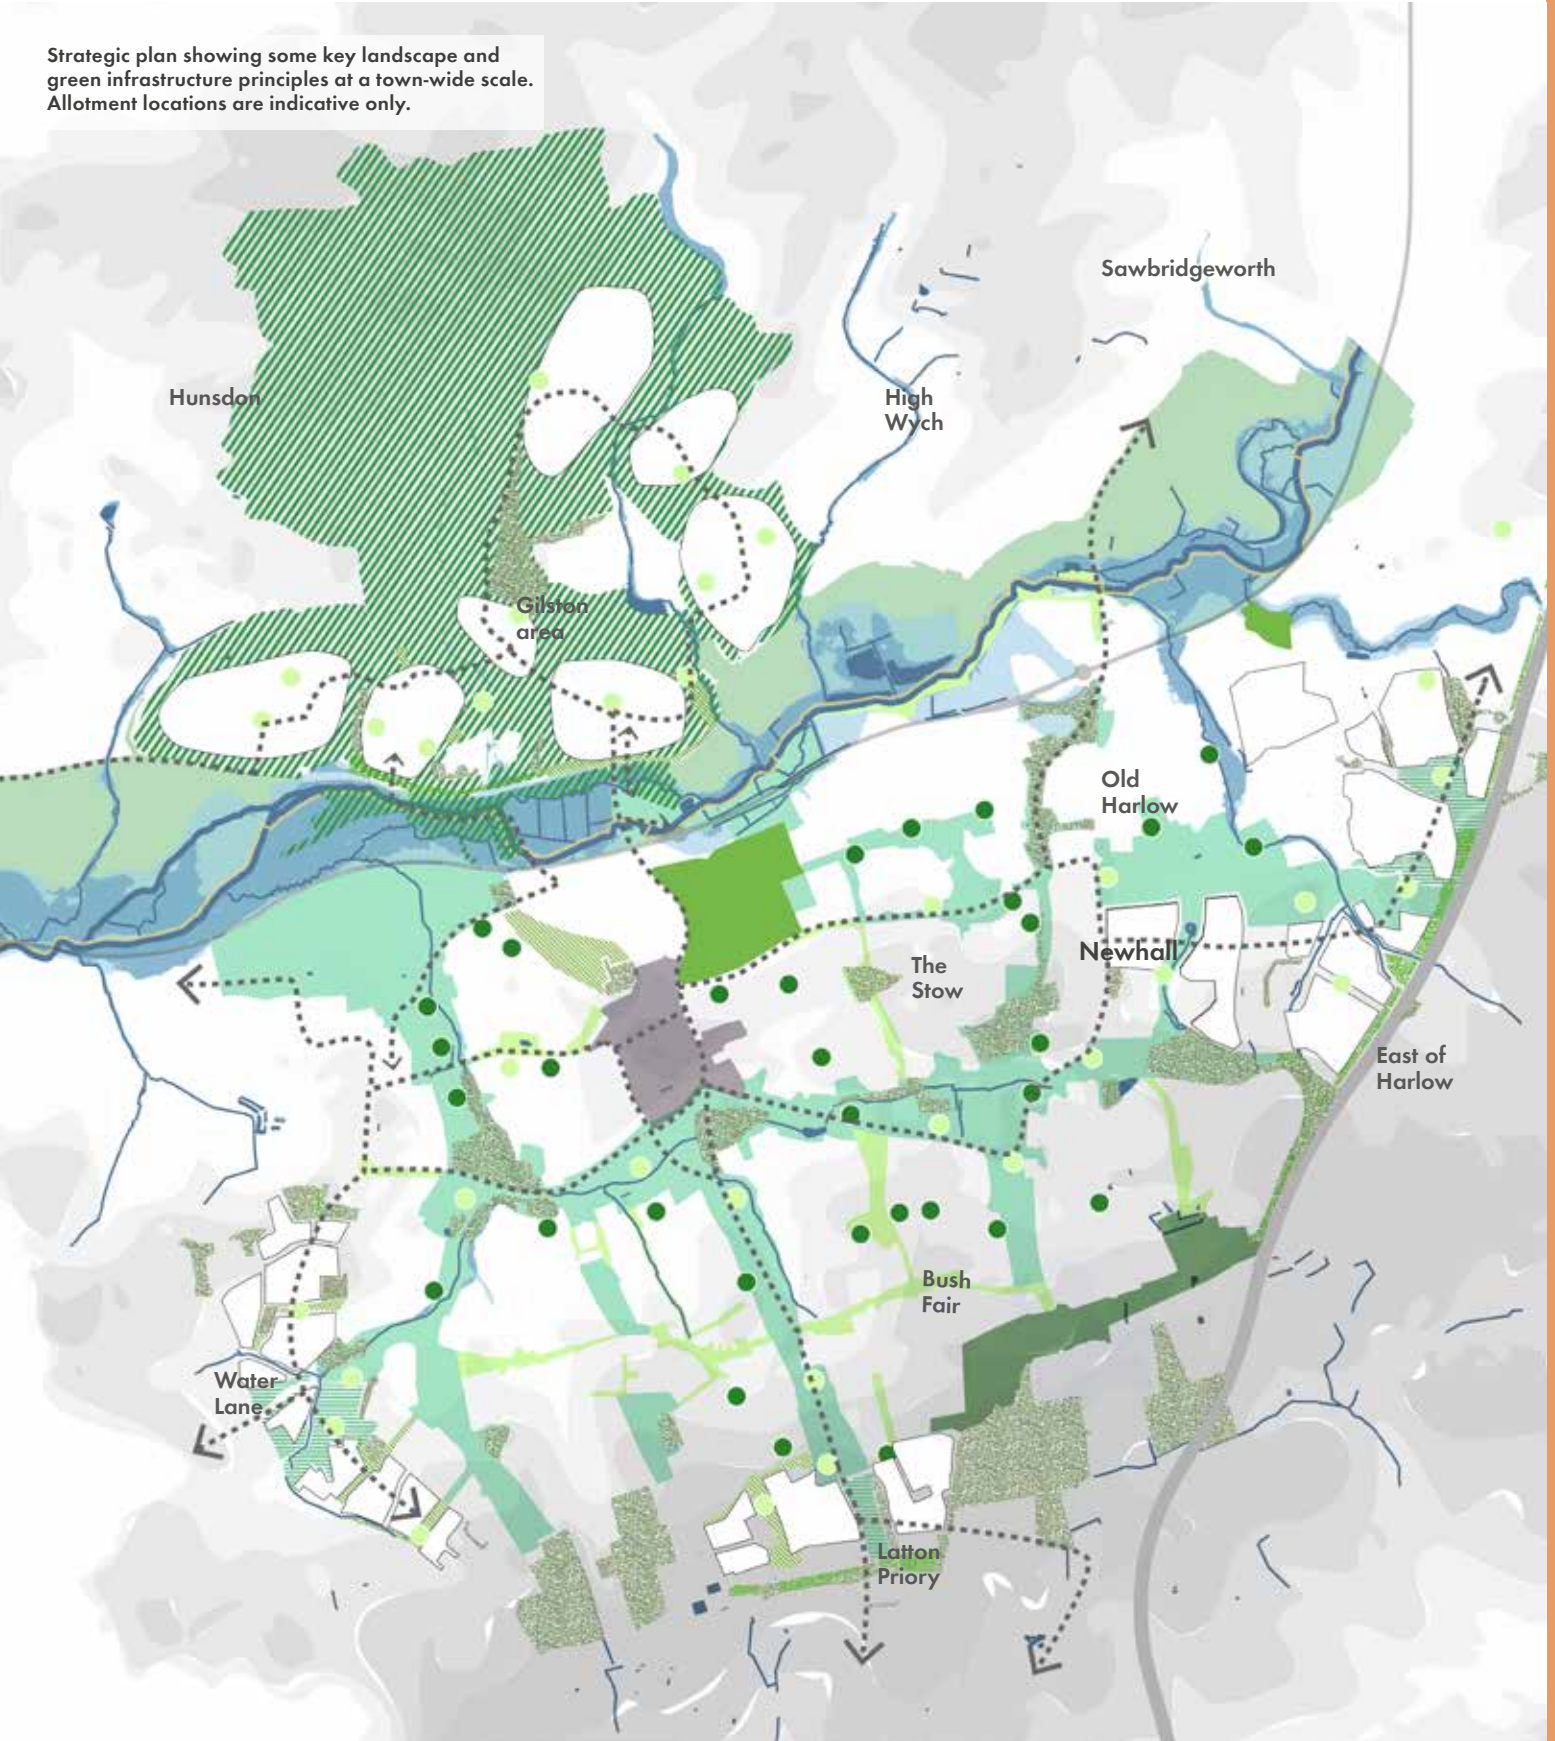 Strategic plan showing some key landscape and
green infrastructure principles at a town-wide scale.
Allotment locations are indicative only.
Sawbridgeworth
Hunsdon
High
Wych
Gilston
area
Old
Harlow
Newhall
The
Stow
East of
Harlow
Bush
Fair
Water
Lane
Latton
Priory